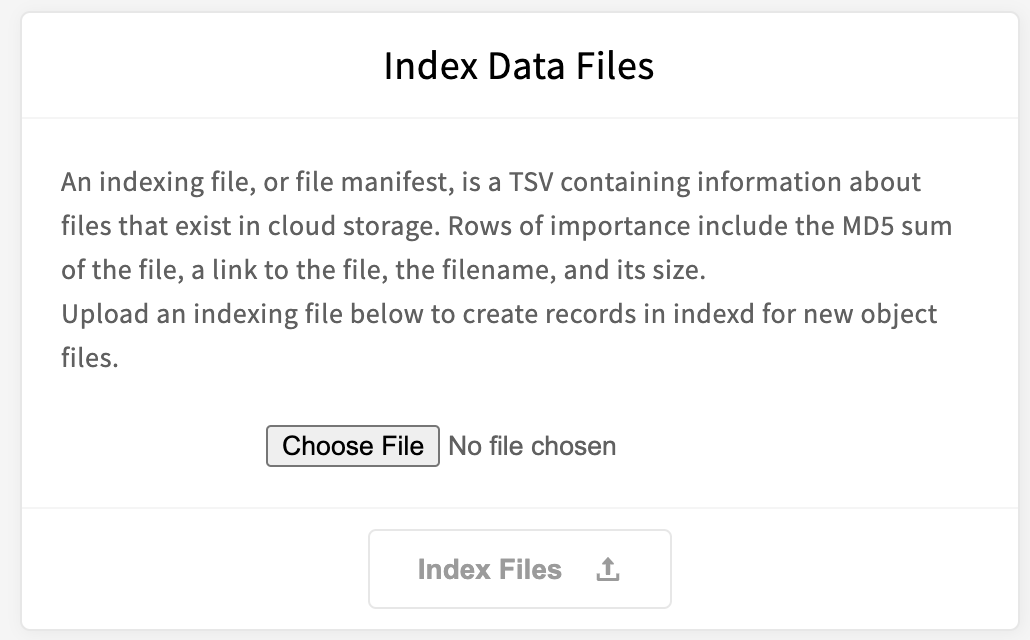 Index Data Files
An indexing file, or file manifest, is a TSV containing information about
files that exist in cloud storage. Rows of importance include the MD5 sum
of the file, a link to the file, the filename, and its size.
Upload an indexing file below to create records in indexd for new object
files.
Choose File No file chosen
Index Files